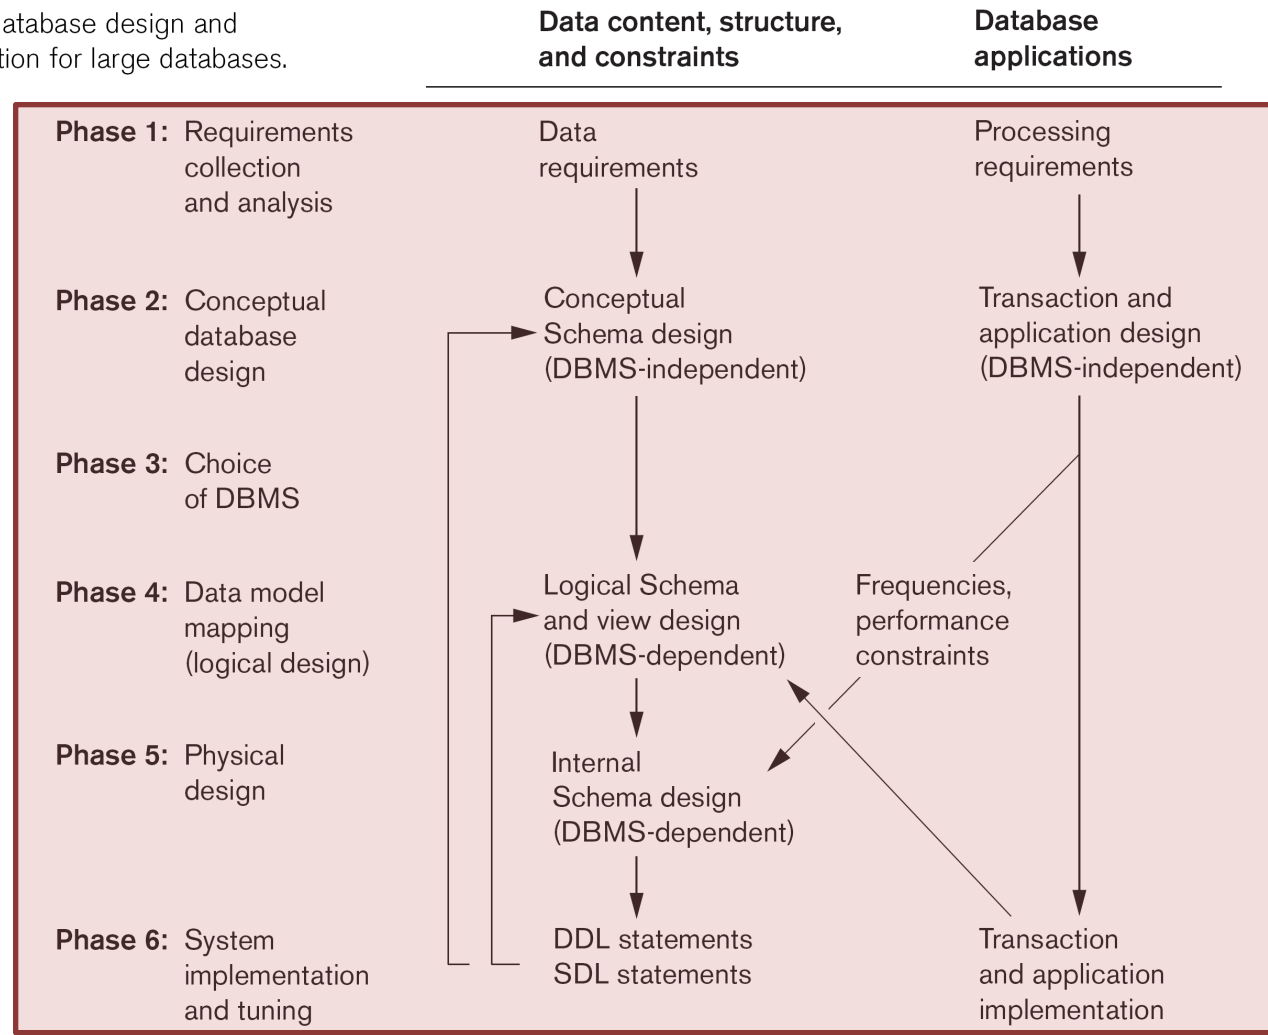 atabase design and
tion for large databases.
Data content, structure,
and constraints
Database
applications
Phase 1: Requirements
collection
and analysis
Data
requirements
Processing
requirements
Phase 2: Conceptual
database
design
Conceptual
Schema design
(DBMS-independent)
Transaction and
application design
(DBMS-independent)
Phase 3: Choice
of DBMS
Phase 4: Data model
mapping
(logical design)
Logical Schema
and view design
(DBMS-dependent)
Frequencies,
performance
constraints
Phase 5: Physical
design
Internal
Schema design
(DBMS-dependent)
Phase 6: System
implementation
and tuning
DDL statements
SDL statements
Transaction
and application
implementation